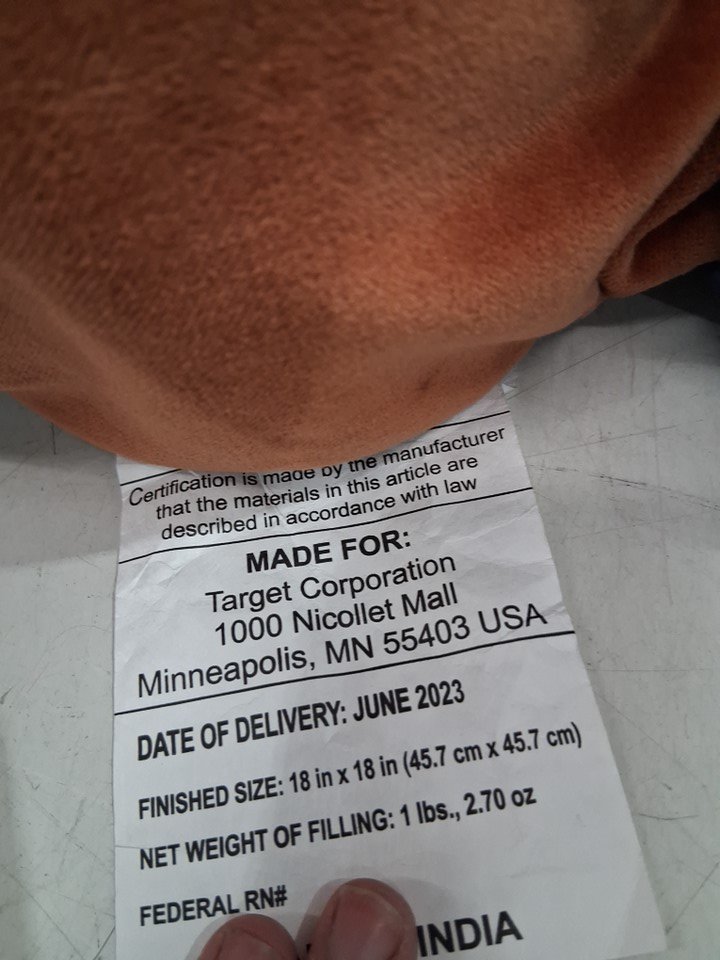 Certification is made by the manufacturer
that the materials in this article are
described in accordance with law
MADE FOR:
Target Corporation
1000 Nicollet Mall
Minneapolis, MN 55403 USA
DATE OF DELIVERY: JUNE 2023
FINISHED SIZE: 18 in x 18 in (45.7 cm x 45.7 cm)
NET WEIGHT OF FILLING: 1 lbs., 2.70 oz
FEDERAL RN#
INDIA